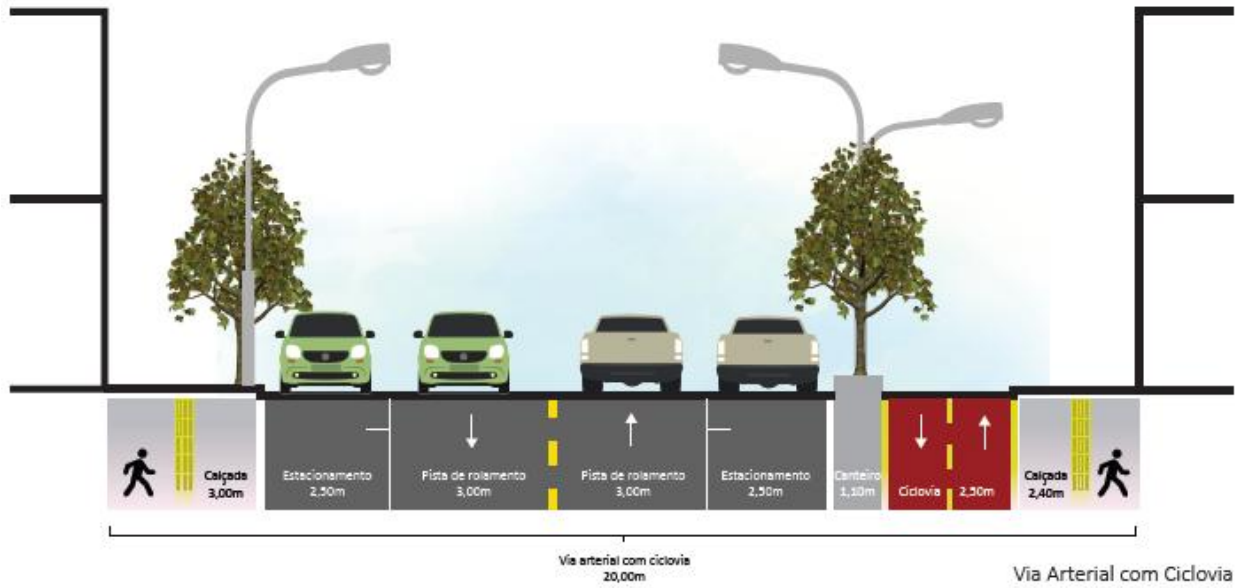 Calçada
3,00m
Estacionamento
2,50m
Pista de rolamento
3,00m
Pista de rolamento
3,00m
Estacionamento
2,50m
Canteiro
1,10m
Ciclovia 2,50m
Calçada
2,40m
Via arterial com ciclovia
20,00m
Via Arterial com Ciclovia